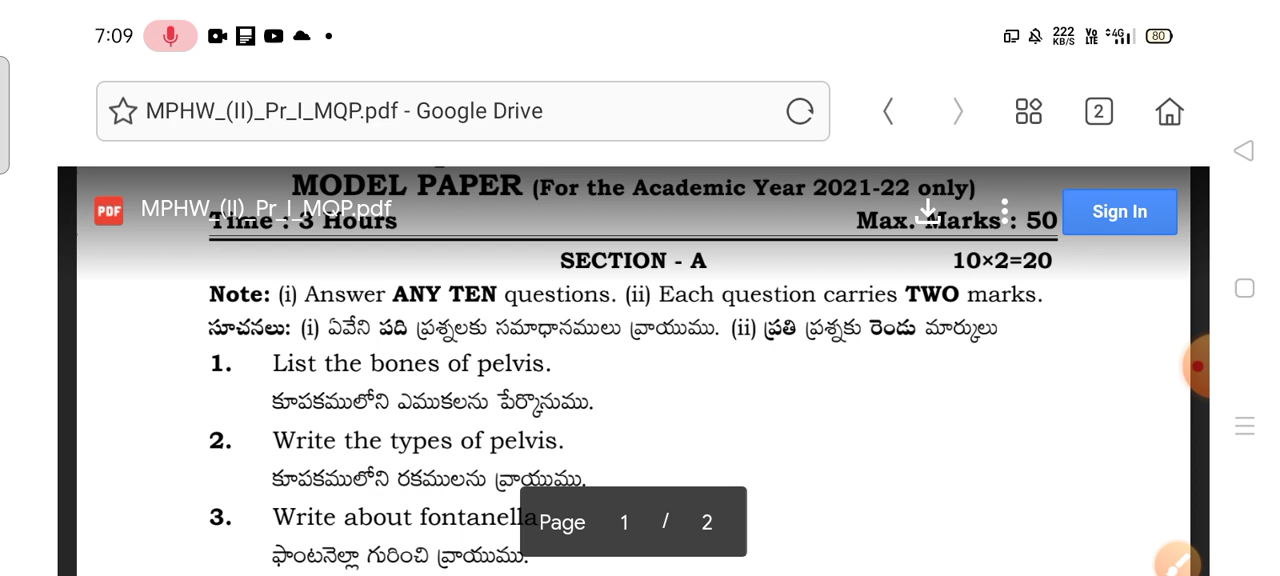 7:09 222 KB/S Vo LTE 4G 80
MPHW_(II)_Pr_I_MQP.pdf - Google Drive 2
MODEL PAPER (For the Academic Year 2021-22 only)
PDF MPHW_(II)_Pr_I_MQP.pdf Sign In
Time : 3 Hours Max. Marks : 50
SECTION - A 10×2=20
Note: (i) Answer ANY TEN questions. (ii) Each question carries TWO marks.
సూచనలు: (i) ఏవేని పది ప్రశ్నలకు సమాధానములు వ్రాయుము. (ii) ప్రతి ప్రశ్నకు రెండు మార్కులు
1. List the bones of pelvis.
కూపకములోని ఎముకలను పేర్కొనుము.
2. Write the types of pelvis.
కూపకములోని రకములను వ్రాయుము.
3. Write about fontanella
Page 1 / 2
ఫాంటనెల్లా గురించి వ్రాయుము.